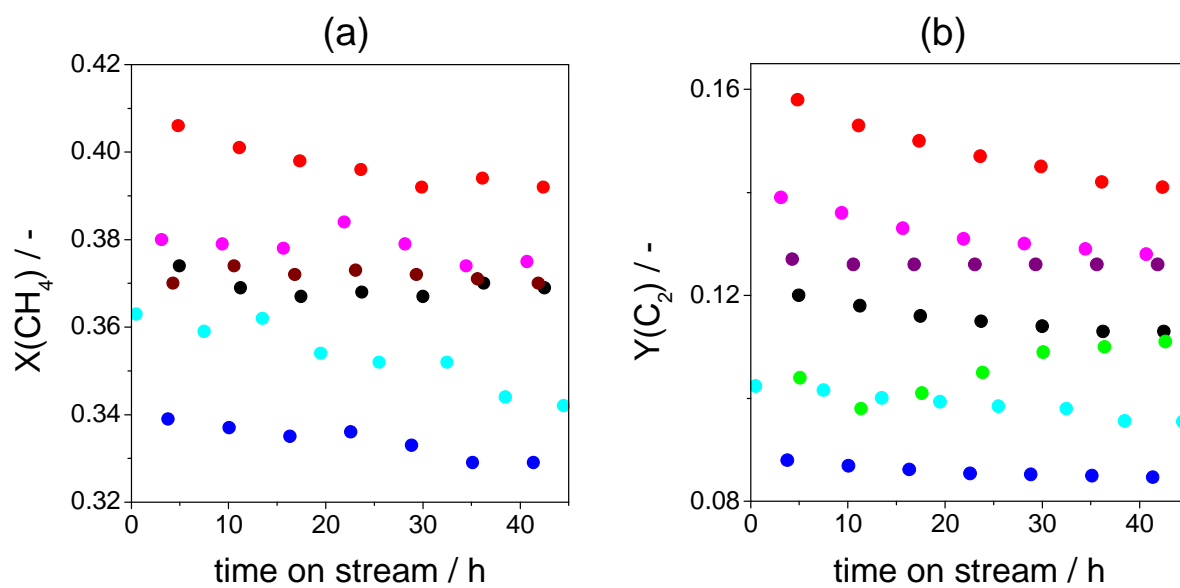 (a)
0.42
0.40
0.38
0.36
0.34
0.32
X(CH₄) / -
0 10 20 30 40
time on stream / h
(b)
0.16
0.12
0.08
Y(C₂) / -
0 10 20 30 40
time on stream / h